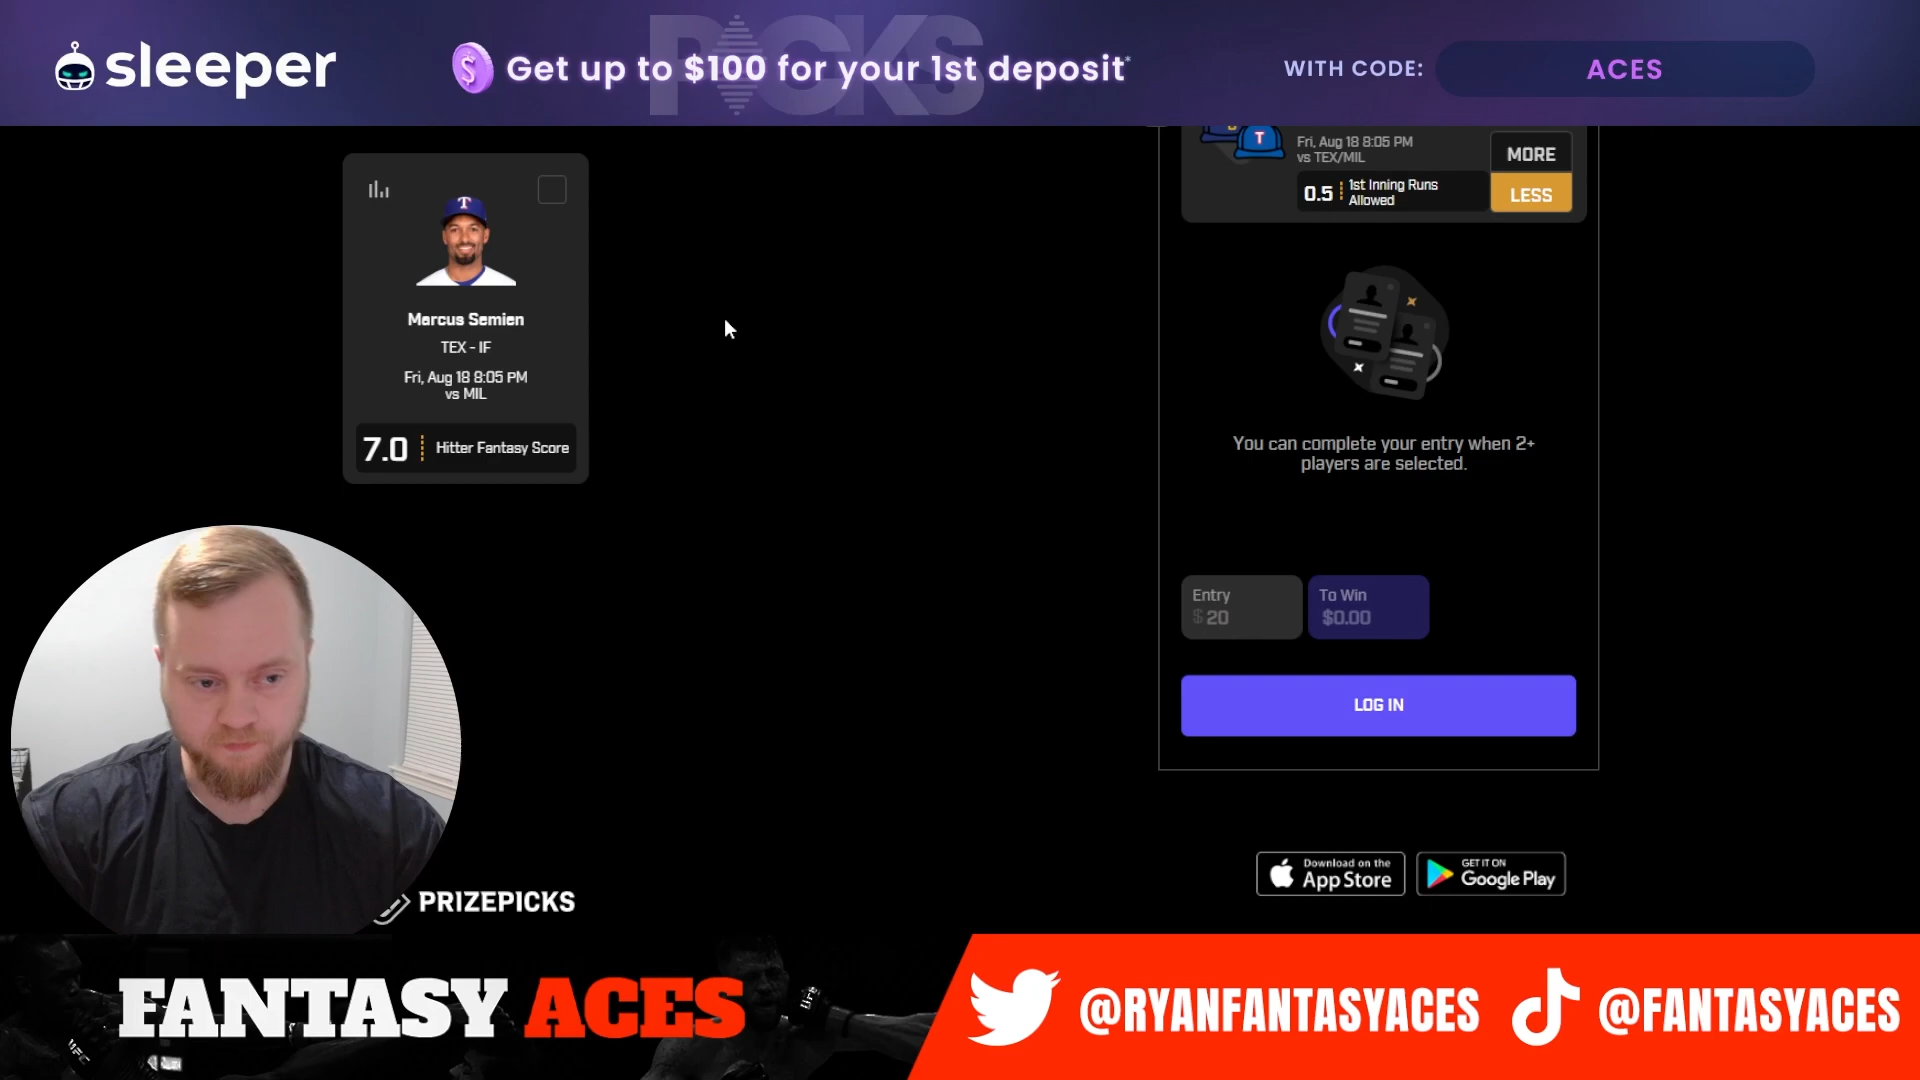 sleeper
PICKS
Get up to $100 for your 1st deposit*
WITH CODE:
ACES
T
Marcus Semien
TEX - IF
Fri, Aug 18 8:05 PM
vs MIL
7.0
Hitter Fantasy Score
T
Fri, Aug 18 8:05 PM
vs TEX/MIL
0.5
1st Inning Runs
Allowed
MORE
LESS
You can complete your entry when 2+
players are selected.
Entry
$ 20
To Win
$0.00
LOG IN
Download on the
App Store
GET IT ON
Google Play
PRIZEPICKS
FANTASY ACES
UFC
UFC
@RYANFANTASYACES
@FANTASYACES